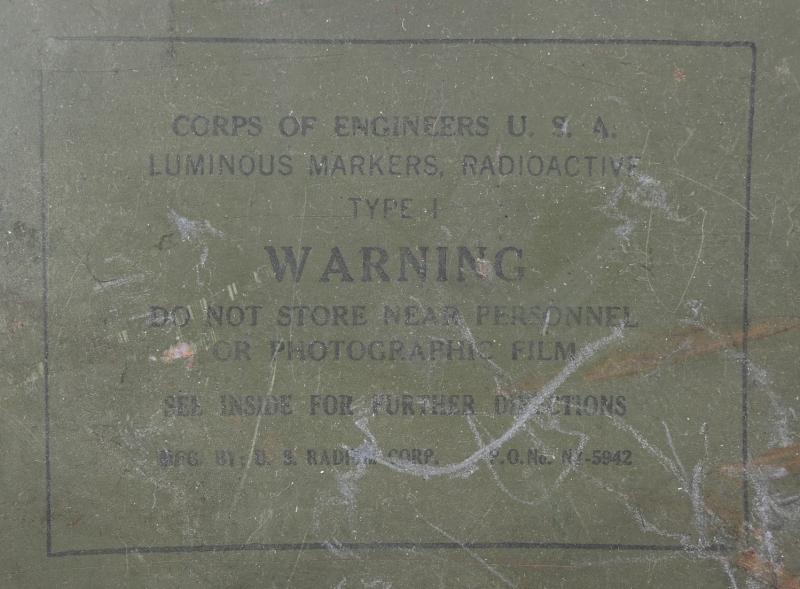 CORPS OF ENGINEERS U. S. A.
LUMINOUS MARKERS, RADIOACTIVE
TYPE I
WARNING
DO NOT STORE NEAR PERSONNEL
OR PHOTOGRAPHIC FILM
SEE INSIDE FOR FURTHER DIRECTIONS
MFG. BY: U. S. RADIUM CORP. P.O. No. NY-5942